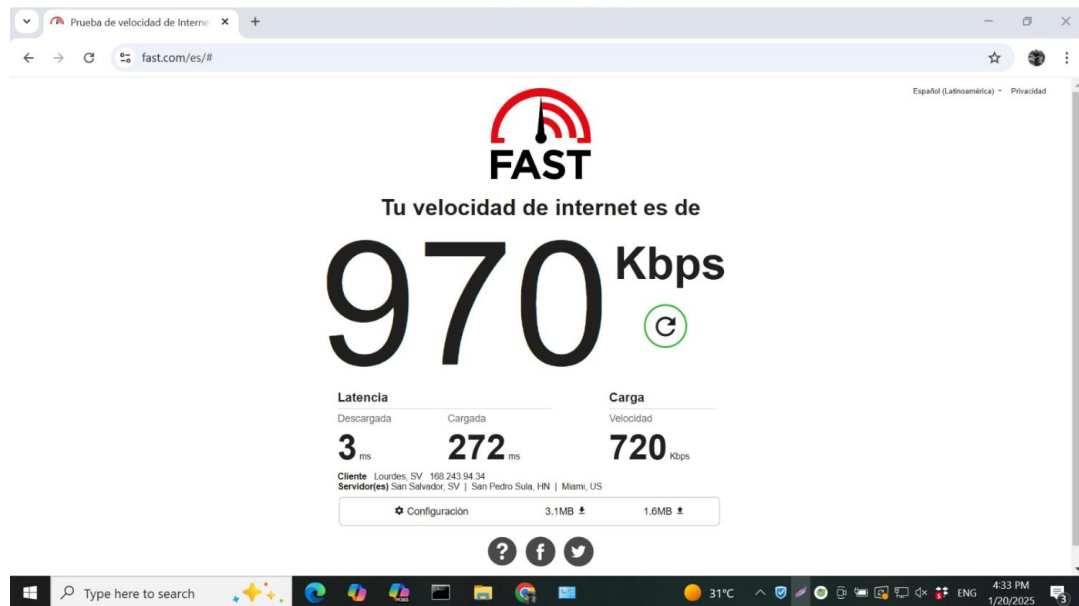 Prueba de velocidad de Interne
fast.com/es/#
Español (Latinoamérica) Privacidad
FAST
Tu velocidad de internet es de
970 Kbps
Latencia Carga
Descargada Cargada Velocidad
3 ms 272 ms 720 Kbps
Cliente Lourdes, SV 168.243.94.34
Servidor(es) San Salvador, SV | San Pedro Sula, HN | Miami, US
Configuración 3.1MB 1.6MB
Type here to search 31°C ENG 4:33 PM
1/20/2025 3